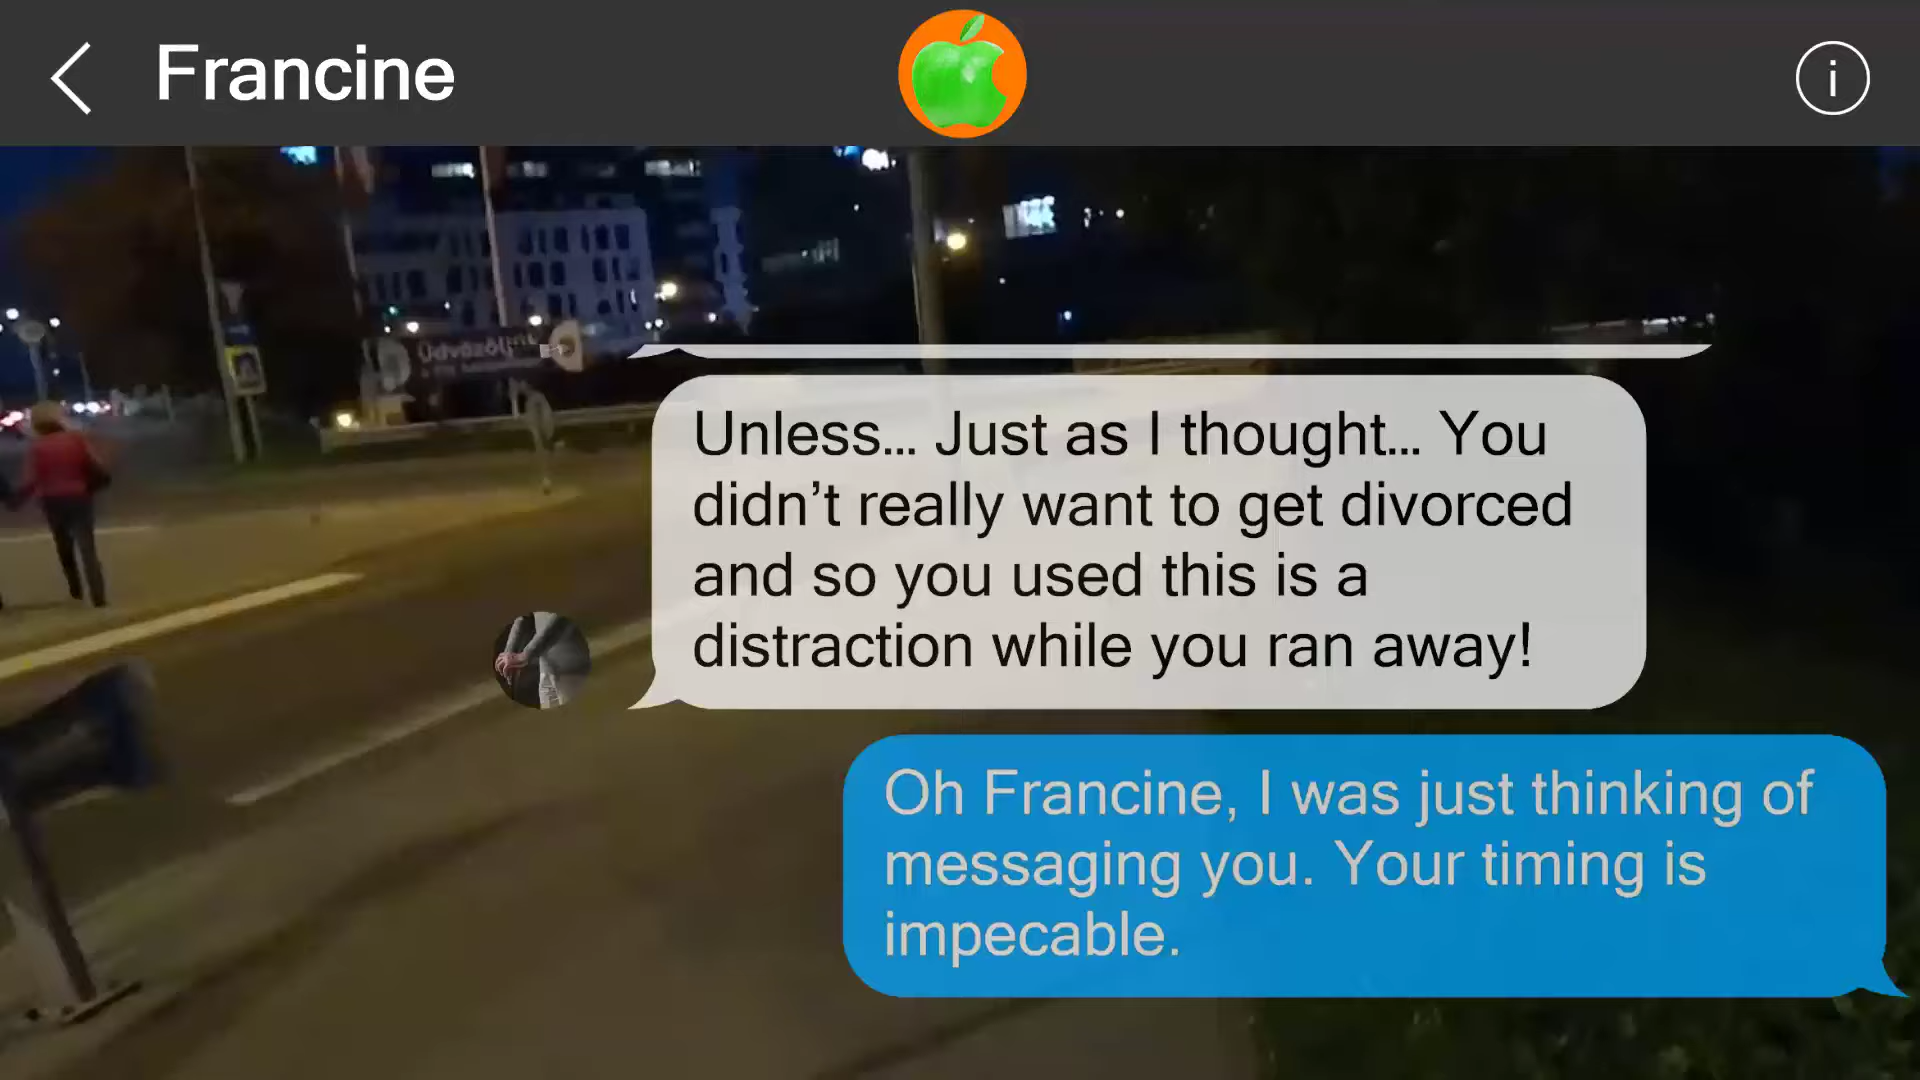 Francine
i
Üdvözöljük
Unless... Just as I thought... You
didn’t really want to get divorced
and so you used this is a
distraction while you ran away!
Oh Francine, I was just thinking of
messaging you. Your timing is
impecable.